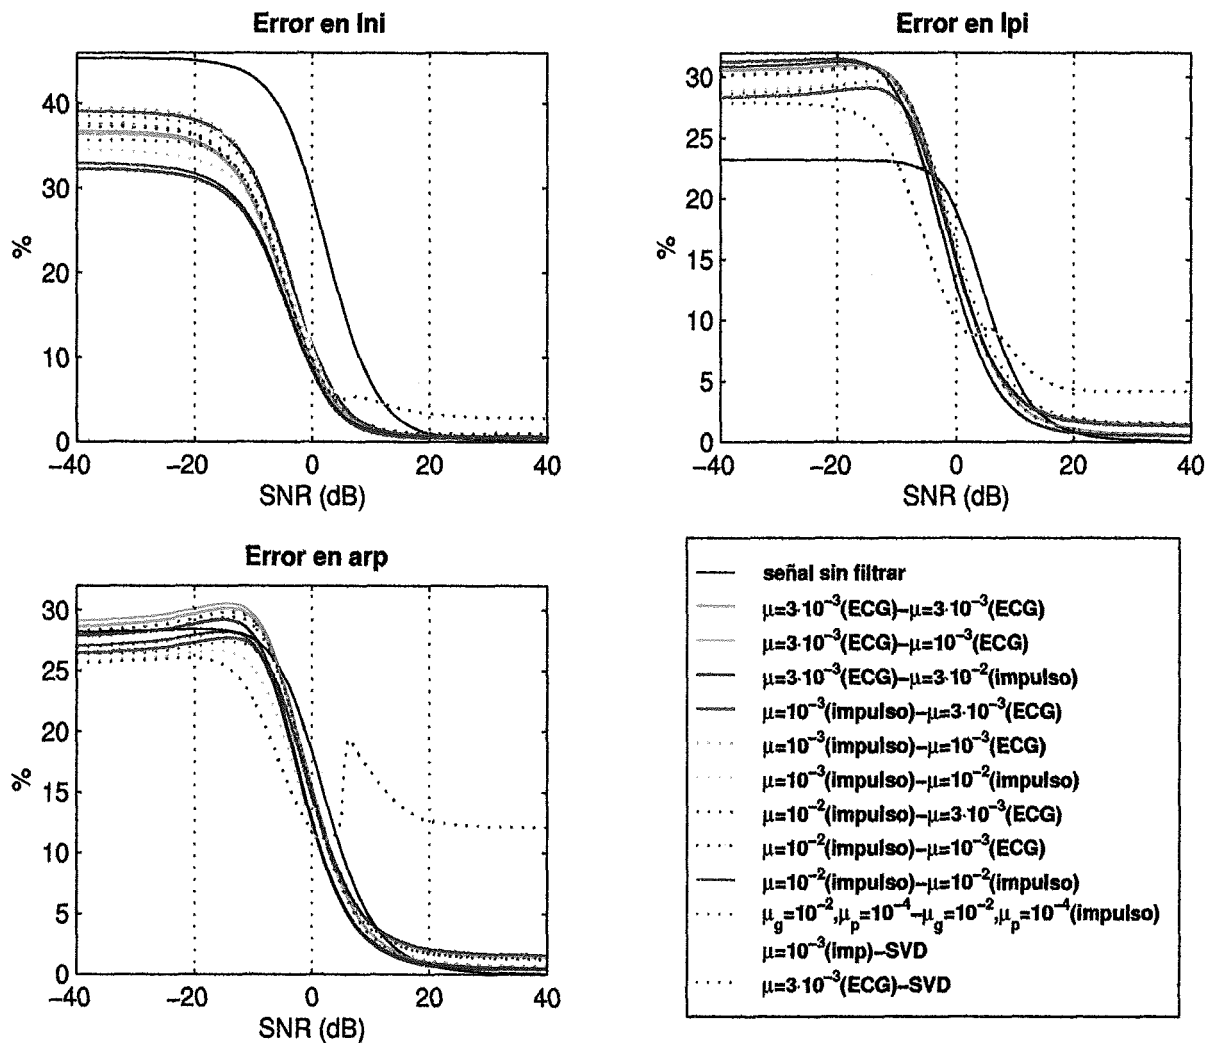 Error en Ini
%
40
30
20
10
0
−40 −20 0 20 40
SNR (dB)
Error en Ipi
%
30
25
20
15
10
5
0
−40 −20 0 20 40
SNR (dB)
Error en arp
%
30
25
20
15
10
5
0
−40 −20 0 20 40
SNR (dB)
señal sin filtrar
μ=3·10⁻³(ECG)−μ=3·10⁻³(ECG)
μ=3·10⁻³(ECG)−μ=10⁻³(ECG)
μ=3·10⁻³(ECG)−μ=3·10⁻²(impulso)
μ=10⁻³(impulso)−μ=3·10⁻³(ECG)
μ=10⁻³(impulso)−μ=10⁻³(ECG)
μ=10⁻³(impulso)−μ=10⁻²(impulso)
μ=10⁻²(impulso)−μ=3·10⁻³(ECG)
μ=10⁻²(impulso)−μ=10⁻³(ECG)
μ=10⁻²(impulso)−μ=10⁻²(impulso)
μg=10⁻²,μp=10⁻⁴−μg=10⁻²,μp=10⁻⁴(impulso)
μ=10⁻³(imp)−SVD
μ=3·10⁻³(ECG)−SVD